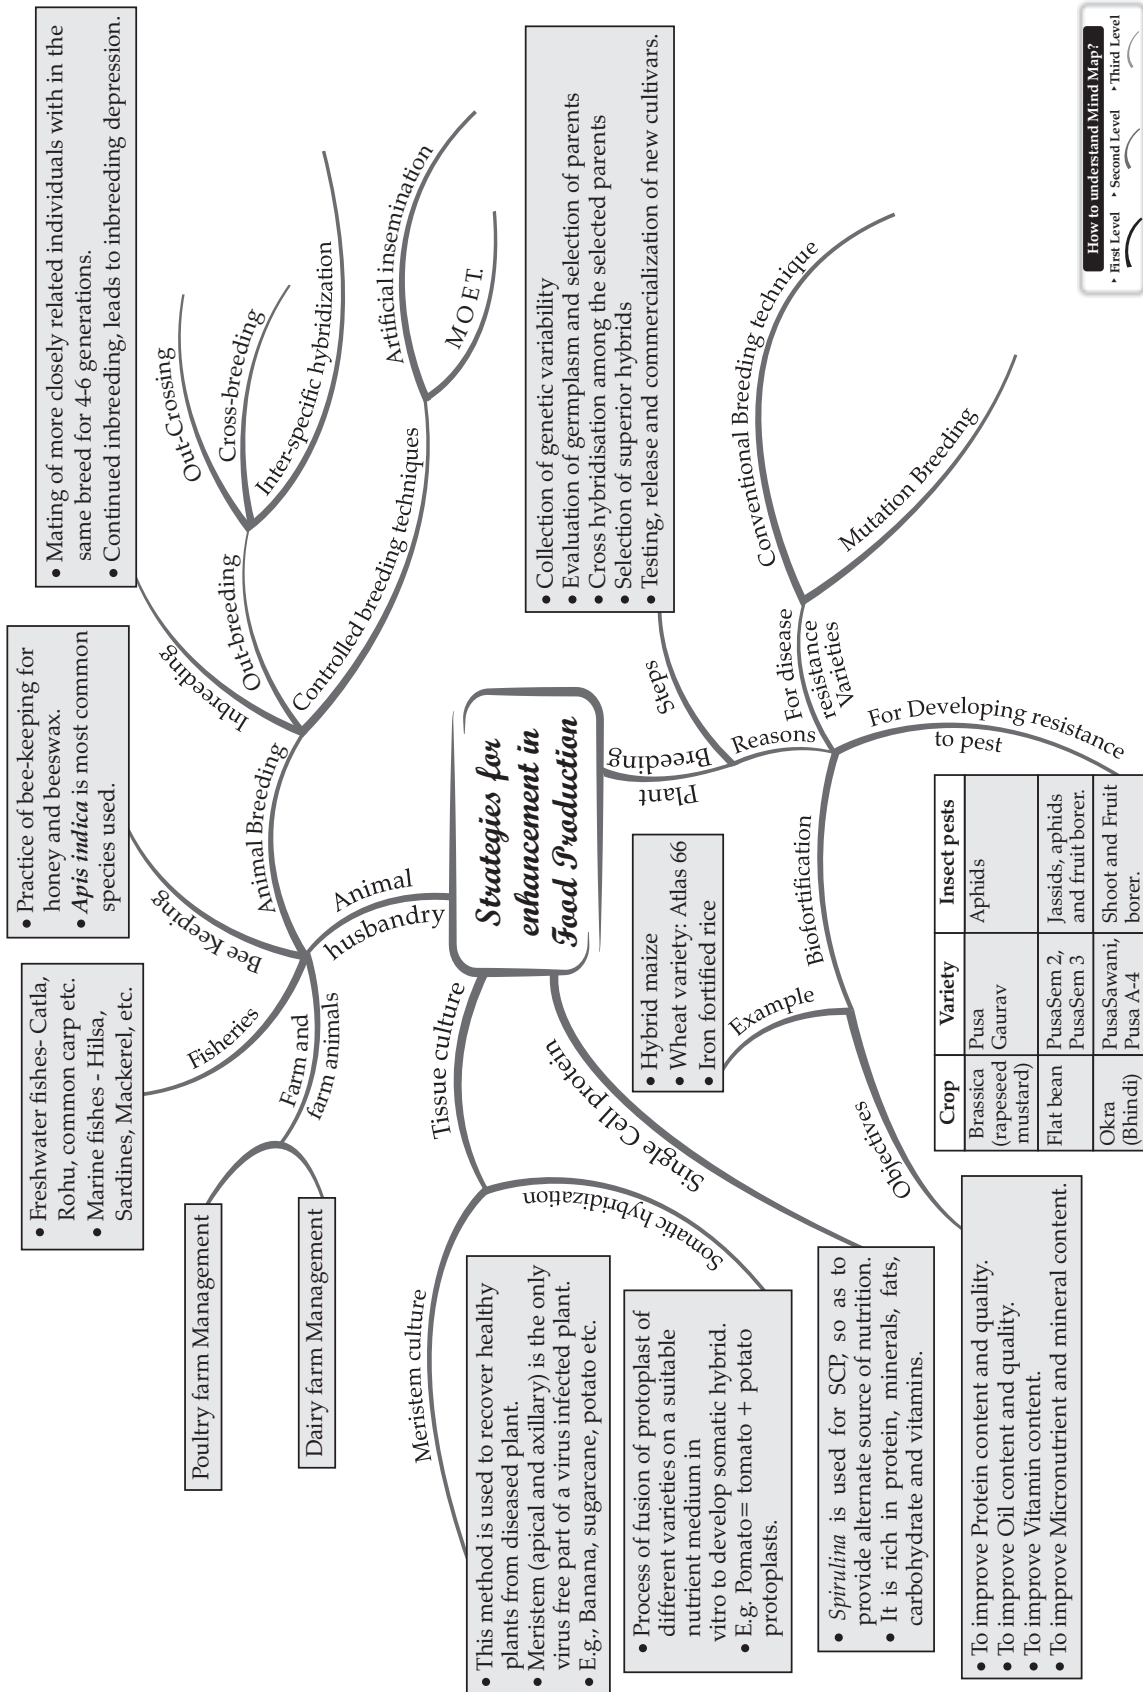 Strategies for
enhancement in
Food Production
Animal
husbandry
Animal Breeding
Inbreeding
• Mating of more closely related individuals with in the
same breed for 4-6 generations.
• Continued inbreeding, leads to inbreeding depression.
Out-breeding
Out-Crossing
Cross-breeding
Inter-specific hybridization
Controlled breeding techniques
Artificial insemination
M O E T.
Bee Keeping
• Practice of bee-keeping for
honey and beeswax.
• Apis indica is most common
species used.
Fisheries
• Freshwater fishes- Catla,
Rohu, common carp etc.
• Marine fishes - Hilsa,
Sardines, Mackerel, etc.
Farm and
farm animals
Poultry farm Management
Dairy farm Management
Tissue culture
Meristem culture
• This method is used to recover healthy
plants from diseased plant.
• Meristem (apical and axillary) is the only
virus free part of a virus infected plant.
• E.g., Banana, sugarcane, potato etc.
Somatic hybridization
• Process of fusion of protoplast of
different varieties on a suitable
nutrient medium in
vitro to develop somatic hybrid.
• E.g. Pomato= tomato + potato
protoplasts.
Single Cell protein
• Spirulina is used for SCP, so as to
provide alternate source of nutrition.
• It is rich in protein, minerals, fats,
carbohydrate and vitamins.
Plant
Breeding
Steps
• Collection of genetic variability
• Evaluation of germplasm and selection of parents
• Cross hybridisation among the selected parents
• Selection of superior hybrids
• Testing, release and commercialization of new cultivars.
Reasons
For disease
resistance
Varieties
Conventional Breeding technique
Mutation Breeding
For Developing resistance
to pest
Crop Variety Insect pests
Brassica (rapeseed mustard) Pusa Gaurav Aphids
Flat bean PusaSem 2, PusaSem 3 Jassids, aphids and fruit borer.
Okra (Bhindi) PusaSawani, Pusa A-4 Shoot and Fruit borer.
Biofortification
Example
• Hybrid maize
• Wheat variety: Atlas 66
• Iron fortified rice
Objectives
• To improve Protein content and quality.
• To improve Oil content and quality.
• To improve Vitamin content.
• To improve Micronutrient and mineral content.
How to understand Mind Map?
First Level Second Level Third Level